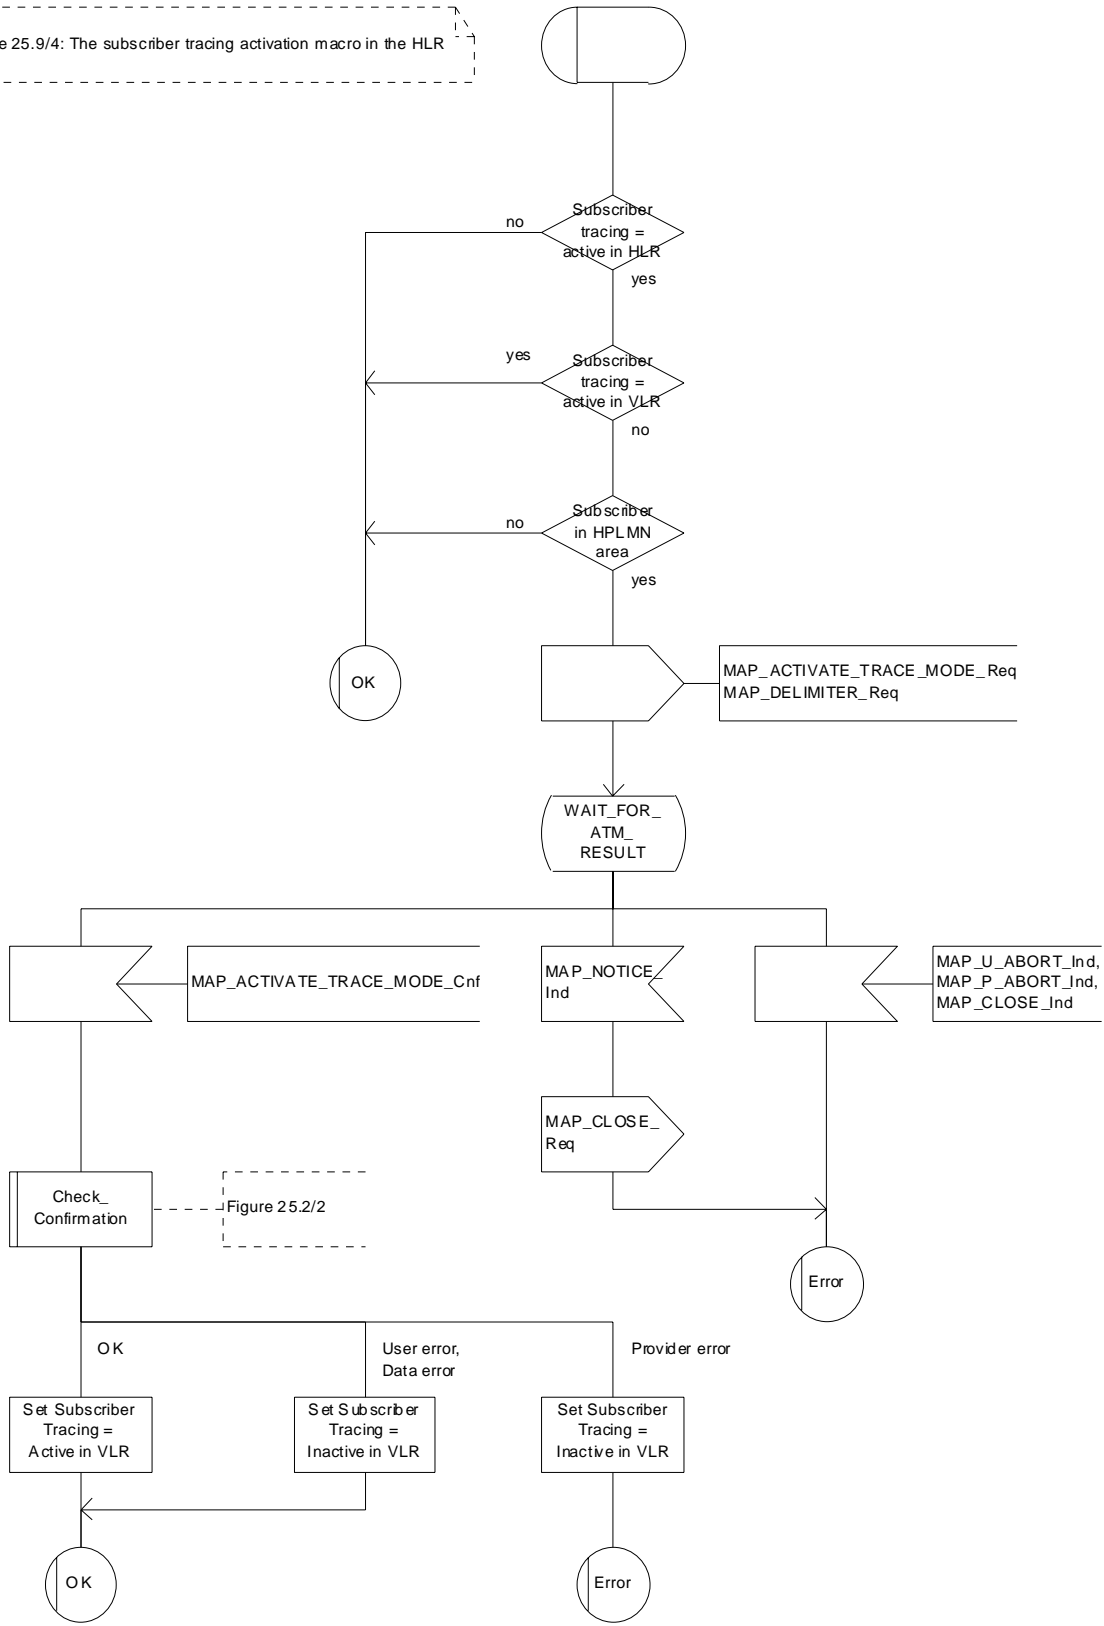 e 25.9/4: The subscriber tracing activation macro in the HLR
Subscriber
tracing =
active in HLR
no
yes
Subscriber
tracing =
active in VLR
yes
no
Subscriber
in HPLMN
area
no
yes
OK
MAP_ACTIVATE_TRACE_MODE_Req
MAP_DELIMITER_Req
WAIT_FOR_
ATM_
RESULT
MAP_ACTIVATE_TRACE_MODE_Cnf
MAP_NOTICE_
Ind
MAP_U_ABORT_Ind,
MAP_P_ABORT_Ind,
MAP_CLOSE_Ind
MAP_CLOSE_
Req
Check_
Confirmation
Figure 25.2/2
Error
OK
User error,
Data error
Provider error
Set Subscriber
Tracing =
Active in VLR
Set Subscriber
Tracing =
Inactive in VLR
Set Subscriber
Tracing =
Inactive in VLR
OK
Error